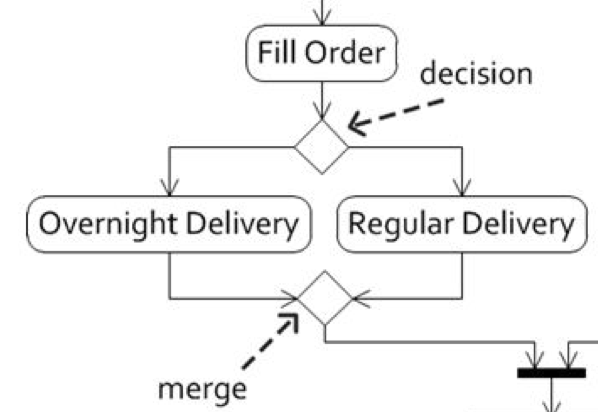 Fill Order
decision
Overnight Delivery
Regular Delivery
merge